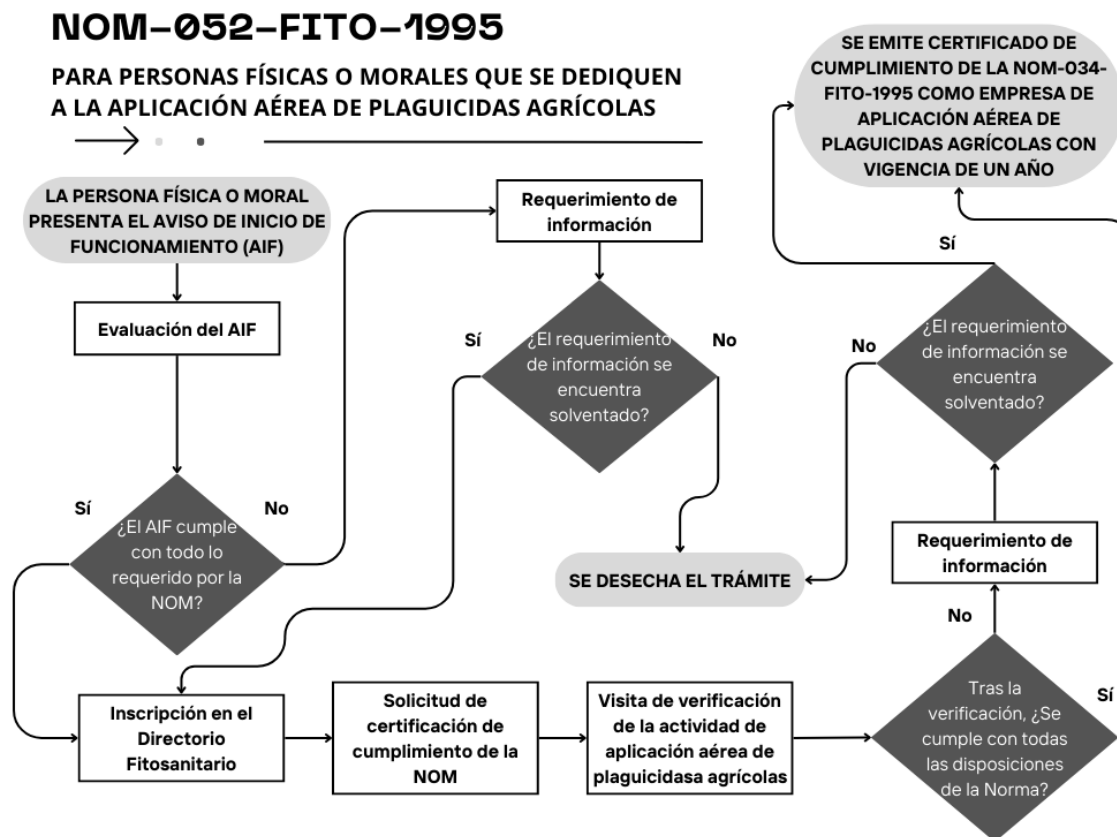 NOM-052-FITO-1995
PARA PERSONAS FÍSICAS O MORALES QUE SE DEDIQUEN
A LA APLICACIÓN AÉREA DE PLAGUICIDAS AGRÍCOLAS
LA PERSONA FÍSICA O MORAL
PRESENTA EL AVISO DE INICIO DE
FUNCIONAMIENTO (AIF)
Evaluación del AIF
Sí
No
¿El AIF cumple
con todo lo
requerido por la
NOM?
Requerimiento de
información
Sí
No
¿El requerimiento
de información se
encuentra
solventado?
SE DESECHA EL TRÁMITE
Inscripción en el
Directorio
Fitosanitario
Solicitud de
certificación de
cumplimiento de la
NOM
Visita de verificación
de la actividad de
aplicación aérea de
plaguicidasa agrícolas
Tras la
verificación, ¿Se
cumple con todas
las disposiciones
de la Norma?
No
Sí
Requerimiento de
información
¿El requerimiento
de información se
encuentra
solventado?
No
Sí
SE EMITE CERTIFICADO DE
CUMPLIMIENTO DE LA NOM-034-
FITO-1995 COMO EMPRESA DE
APLICACIÓN AÉREA DE
PLAGUICIDAS AGRÍCOLAS CON
VIGENCIA DE UN AÑO